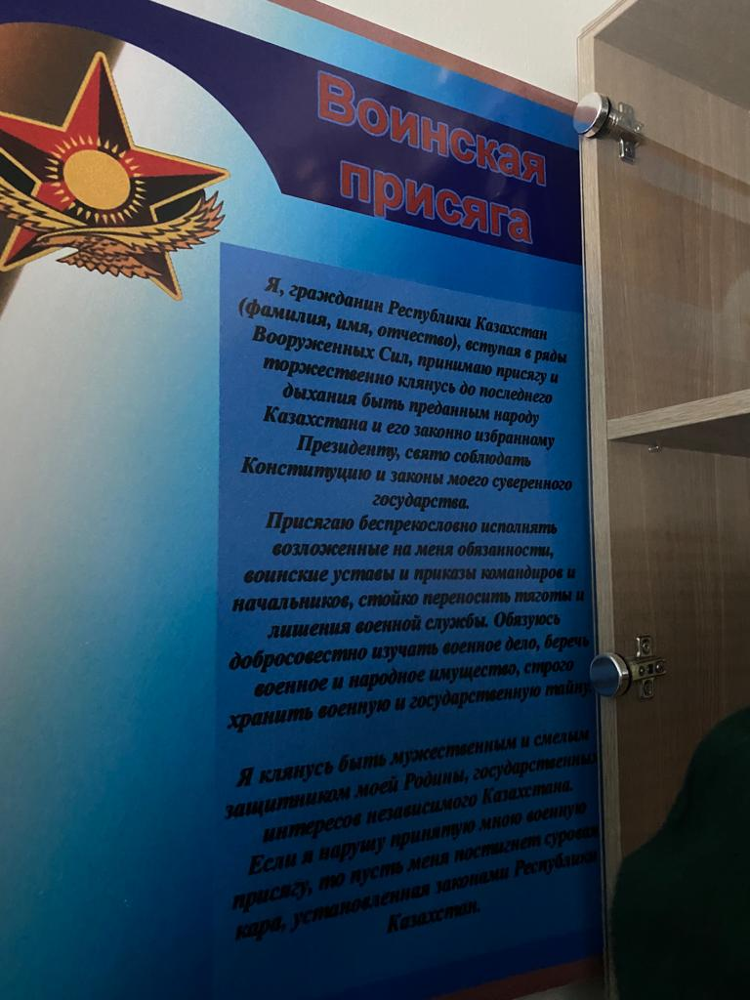 Воинская
присяга
Я, гражданин Республики Казахстан
(фамилия, имя, отчество), вступая в ряды
Вооруженных Сил, принимаю присягу и
торжественно клянусь до последнего
дыхания быть преданным народу
Казахстана и его законно избранному
Президенту, свято соблюдать
Конституцию и законы моего суверенного
государства.
Присягаю беспрекословно исполнять
возложенные на меня обязанности,
воинские уставы и приказы командиров и
начальников, стойко переносить тяготы и
лишения военной службы. Обязуюсь
добросовестно изучать военное дело, беречь
военное и народное имущество, строго
хранить военную и государственную тайну.
Я клянусь быть мужественным и смелым
защитником моей Родины, государственных
интересов независимого Казахстана.
Если я нарушу принятую мною военную
присягу, то пусть меня постигнет суровая
кара, установленная законами Республики
Казахстан.